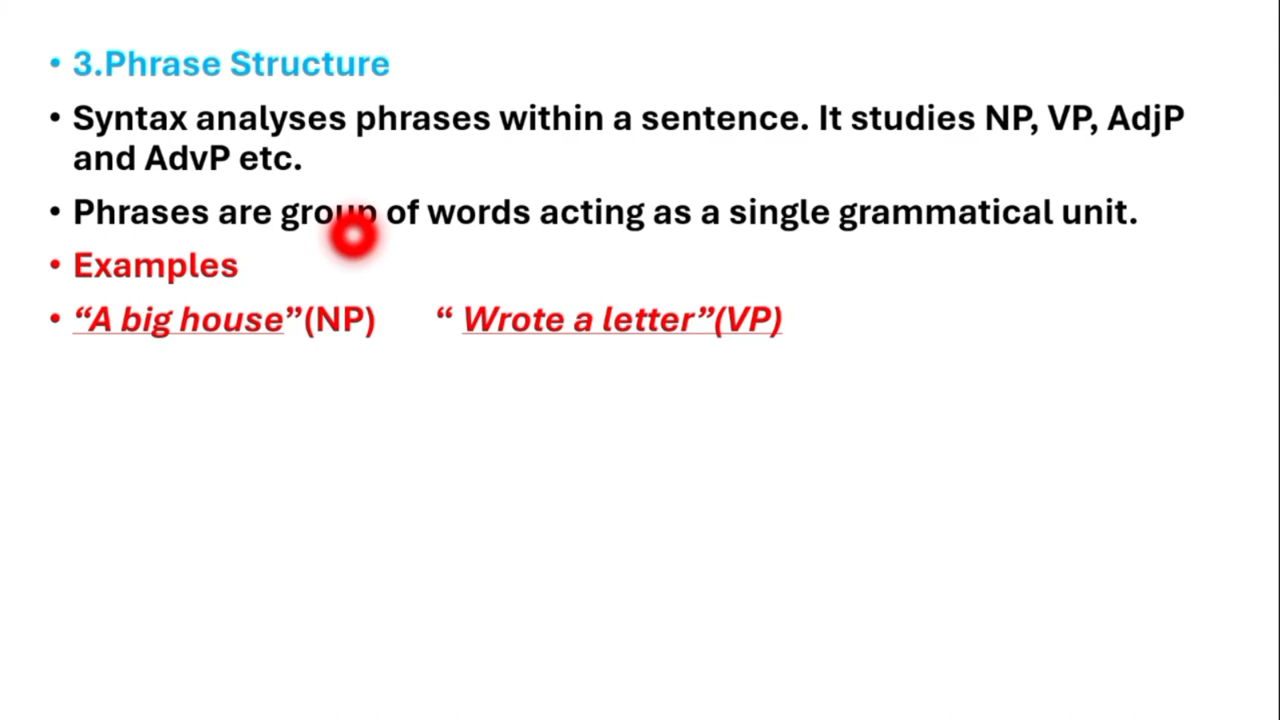 • 3.Phrase Structure
• Syntax analyses phrases within a sentence. It studies NP, VP, AdjP
and AdvP etc.
• Phrases are group of words acting as a single grammatical unit.
• Examples
• “A big house”(NP) “ Wrote a letter”(VP)